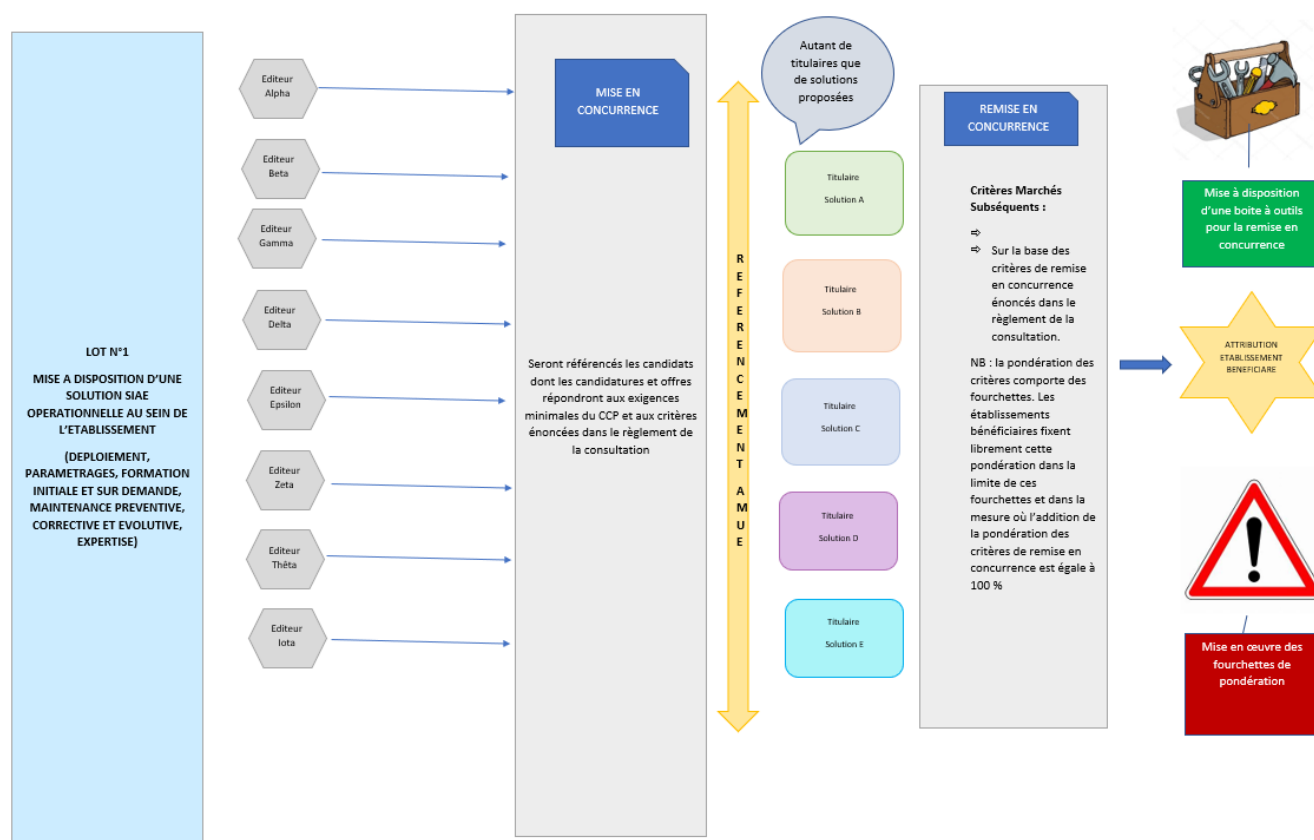 LOT N°1
MISE A DISPOSITION D'UNE
SOLUTION SIAE
OPERATIONNELLE AU SEIN DE
L'ETABLISSEMENT
(DEPLOIEMENT,
PARAMETRAGES, FORMATION
INITIALE ET SUR DEMANDE,
MAINTENANCE PREVENTIVE,
CORRECTIVE ET EVOLUTIVE,
EXPERTISE)
Editeur
Alpha
Editeur
Beta
Editeur
Gamma
Editeur
Delta
Editeur
Epsilon
Editeur
Zeta
Editeur
Thêta
Editeur
Iota
MISE EN
CONCURRENCE
Seront référencés les candidats
dont les candidatures et offres
répondront aux exigences
minimales du CCP et aux critères
énoncées dans le règlement de
la consultation
REFERENCEMENT AMUE
Autant de
titulaires que
de solutions
proposées
Titulaire
Solution A
Titulaire
Solution B
Titulaire
Solution C
Titulaire
Solution D
Titulaire
Solution E
REMISE EN
CONCURRENCE
Critères Marchés
Subséquents :
⇨
⇨ Sur la base des
critères de remise
en concurrence
énoncés dans le
règlement de la
consultation.
NB : la pondération des
critères comporte des
fourchettes. Les
établissements
bénéficiaires fixent
librement cette
pondération dans la
limite de ces
fourchettes et dans la
mesure où l'addition de
la pondération des
critères de remise en
concurrence est égale à
100 %
Mise à disposition
d'une boite à outils
pour la remise en
concurrence
ATTRIBUTION
ETABLISSEMENT
BENEFICIARE
Mise en œuvre des
fourchettes de
pondération